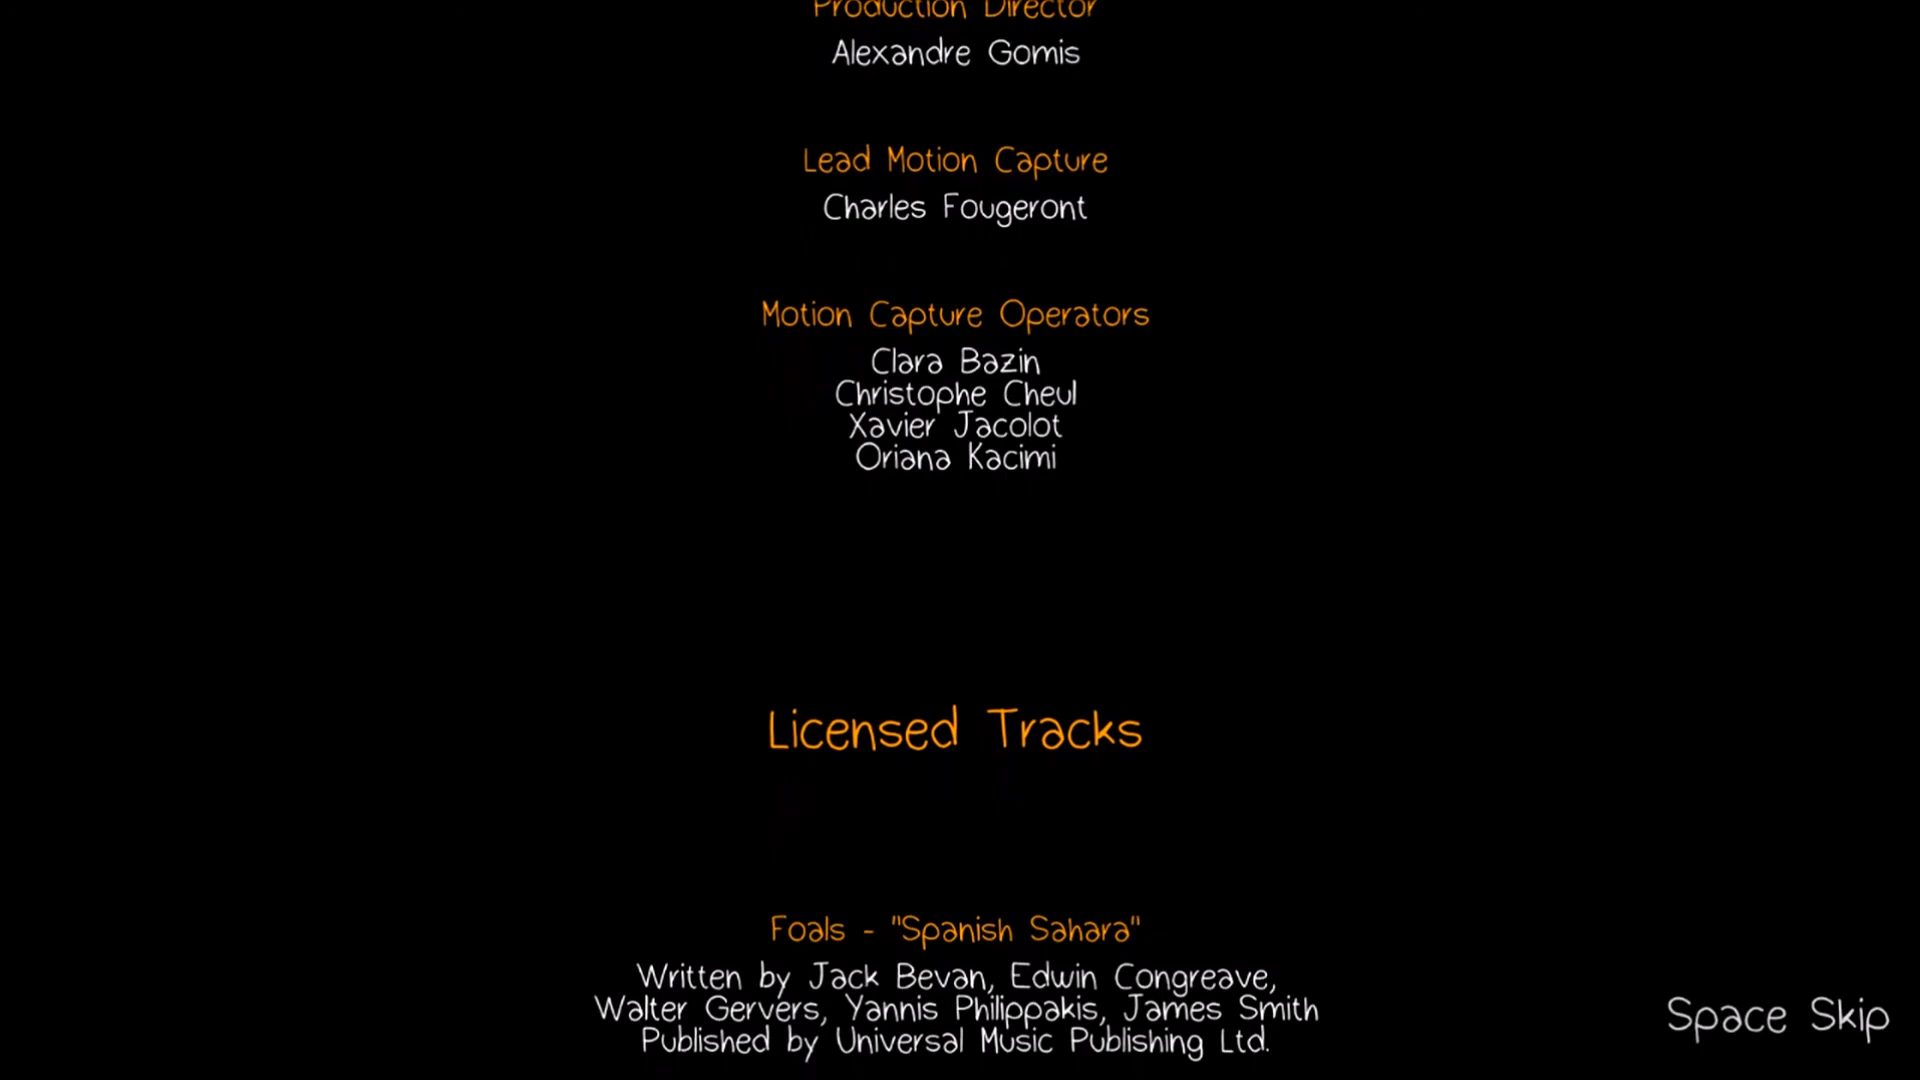 Production Director
Alexandre Gomis
Lead Motion Capture
Charles Fougeront
Motion Capture Operators
Clara Bazin
Christophe Cheul
Xavier Jacolot
Oriana Kacimi
Licensed Tracks
Foals - "Spanish Sahara"
Written by Jack Bevan, Edwin Congreave,
Walter Gervers, Yannis Philippakis, James Smith
Published by Universal Music Publishing Ltd.
Space Skip